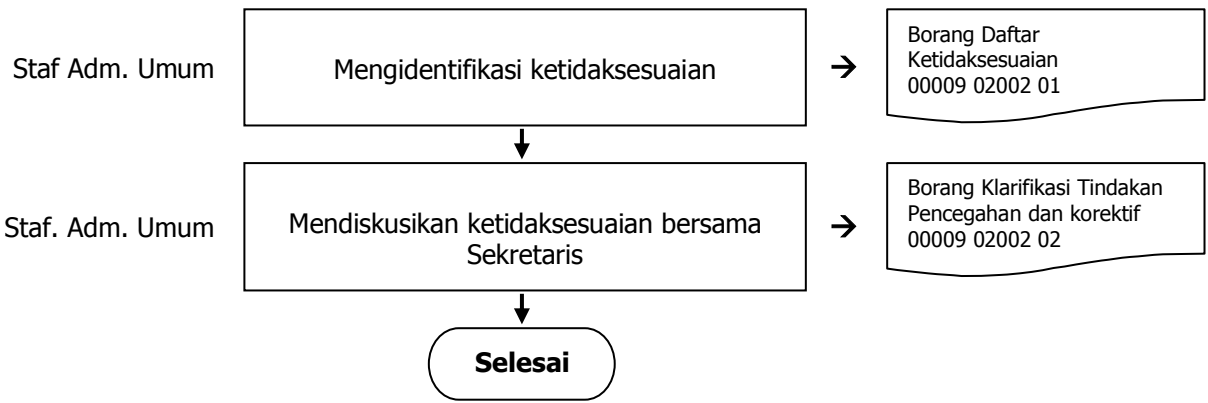 Staf Adm. Umum
Mengidentifikasi ketidaksesuaian
→
Borang Daftar
Ketidaksesuaian
00009 02002 01
Staf. Adm. Umum
Mendiskusikan ketidaksesuaian bersama
Sekretaris
→
Borang Klarifikasi Tindakan
Pencegahan dan korektif
00009 02002 02
Selesai